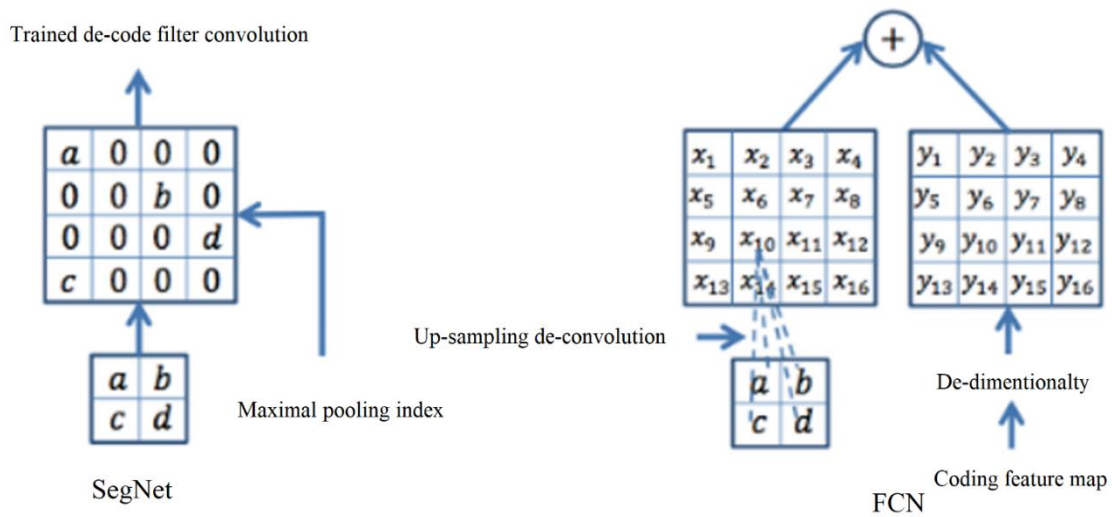 Trained de-code filter convolution
a 0 0 0
0 0 b 0
0 0 0 d
c 0 0 0
a b
c d
Maximal pooling index
SegNet
+
x₁ x₂ x₃ x₄
x₅ x₆ x₇ x₈
x₉ x₁₀ x₁₁ x₁₂
x₁₃ x₁₄ x₁₅ x₁₆
y₁ y₂ y₃ y₄
y₅ y₆ y₇ y₈
y₉ y₁₀ y₁₁ y₁₂
y₁₃ y₁₄ y₁₅ y₁₆
Up-sampling de-convolution
a b
c d
De-dimentionalty
Coding feature map
FCN